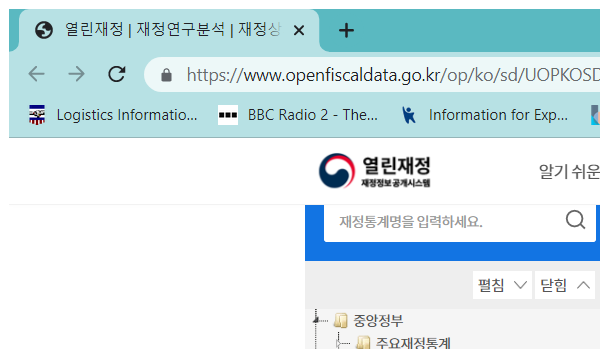 열린재정 | 재정연구분석 | 재정상
https://www.openfiscaldata.go.kr/op/ko/sd/UOPKOSD
Logistics Informatio...
BBC Radio 2 - The...
Information for Exp...
열린재정
재정정보공개시스템
알기 쉬운
재정통계명을 입력하세요.
펼침
닫힘
중앙정부
주요재정통계